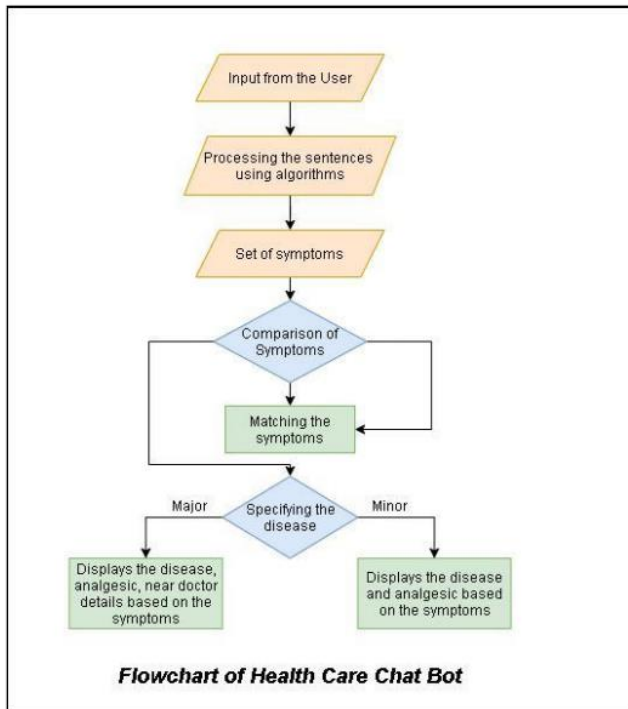 Input from the User
Processing the sentences
using algorithms
Set of symptoms
Comparison of
Symptoms
Matching the
symptoms
Specifying the
disease
Major
Minor
Displays the disease,
analgesic, near doctor
details based on the
symptoms
Displays the disease
and analgesic based
on the symptoms
Flowchart of Health Care Chat Bot